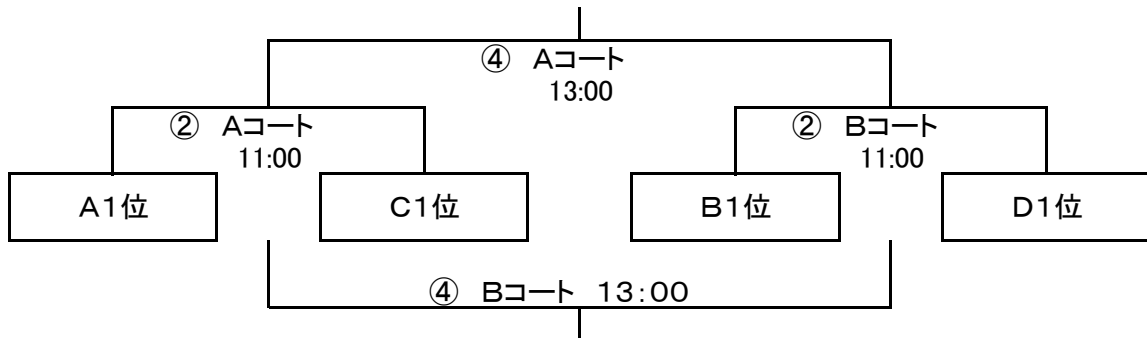 ④ Aコート
13:00
② Aコート
11:00
② Bコート
11:00
A1位
C1位
B1位
D1位
④ Bコート 13:00